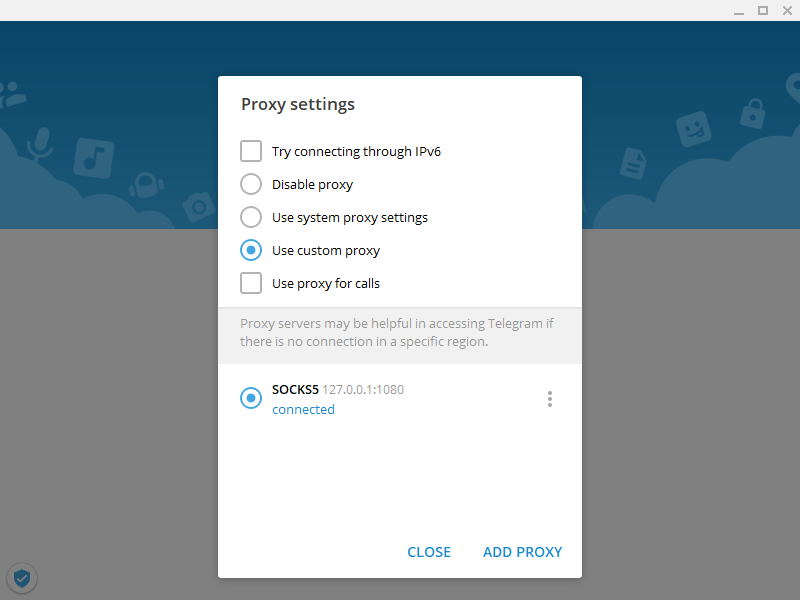 Proxy settings
Try connecting through IPv6
Disable proxy
Use system proxy settings
Use custom proxy
Use proxy for calls
Proxy servers may be helpful in accessing Telegram if
there is no connection in a specific region.
SOCKS5 127.0.0.1:1080
connected
CLOSE ADD PROXY